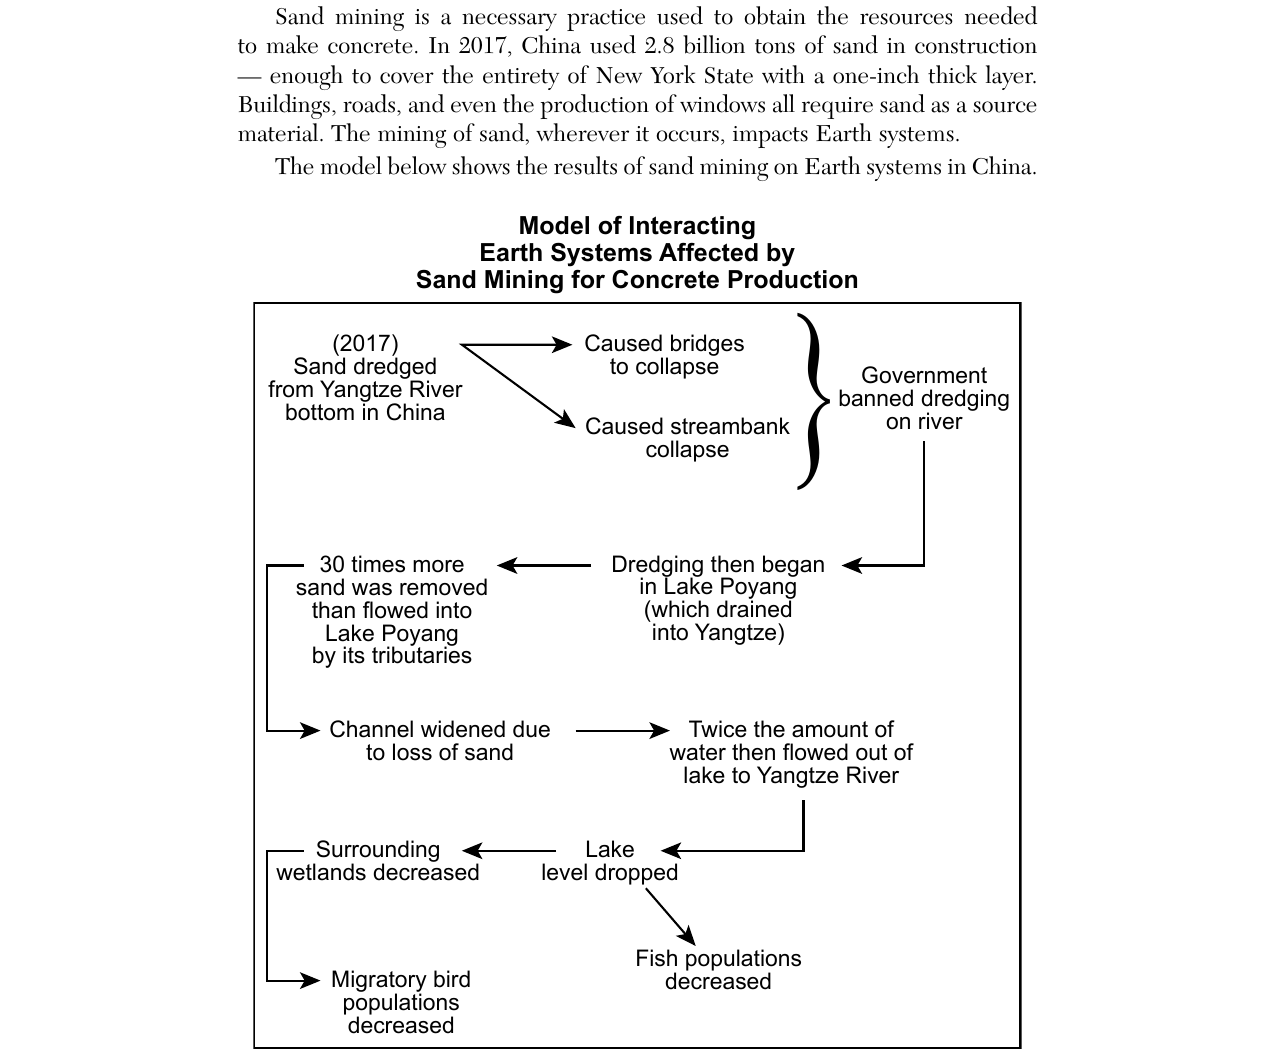 Sand mining is a necessary practice used to obtain the resources needed
to make concrete. In 2017, China used 2.8 billion tons of sand in construction
— enough to cover the entirety of New York State with a one-inch thick layer.
Buildings, roads, and even the production of windows all require sand as a source
material. The mining of sand, wherever it occurs, impacts Earth systems.
The model below shows the results of sand mining on Earth systems in China.
Model of Interacting
Earth Systems Affected by
Sand Mining for Concrete Production
(2017)
Sand dredged
from Yangtze River
bottom in China
Caused bridges
to collapse
Caused streambank
collapse
Government
banned dredging
on river
Dredging then began
in Lake Poyang
(which drained
into Yangtze)
30 times more
sand was removed
than flowed into
Lake Poyang
by its tributaries
Channel widened due
to loss of sand
Twice the amount of
water then flowed out of
lake to Yangtze River
Lake
level dropped
Surrounding
wetlands decreased
Fish populations
decreased
Migratory bird
populations
decreased